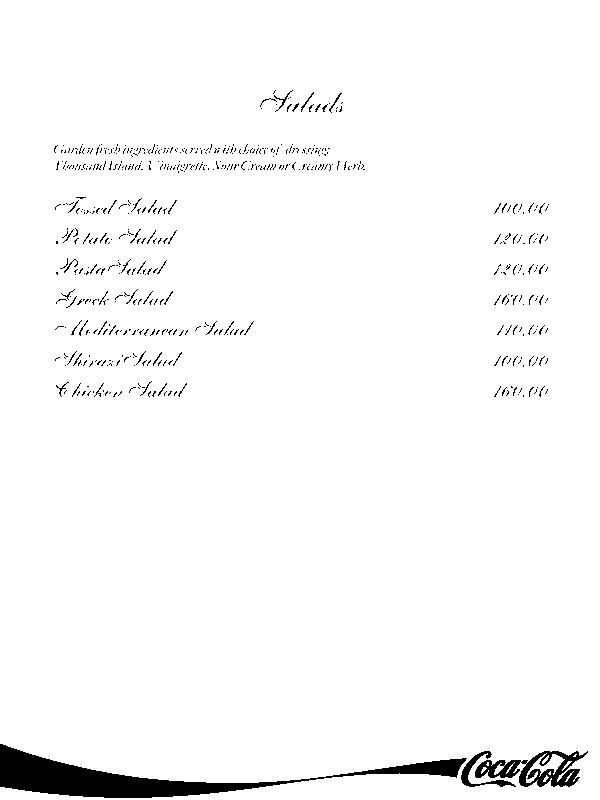 Salads
Garden fresh ingredients served with choice of dressing:
Thousand Island, Vinaigrette, Sour Cream or Creamy Herb.
Tossed Salad 100.00
Potato Salad 120.00
Pasta Salad 120.00
Greek Salad 160.00
Mediterranean Salad 110.00
Shirazi Salad 100.00
Chicken Salad 160.00
Coca-Cola